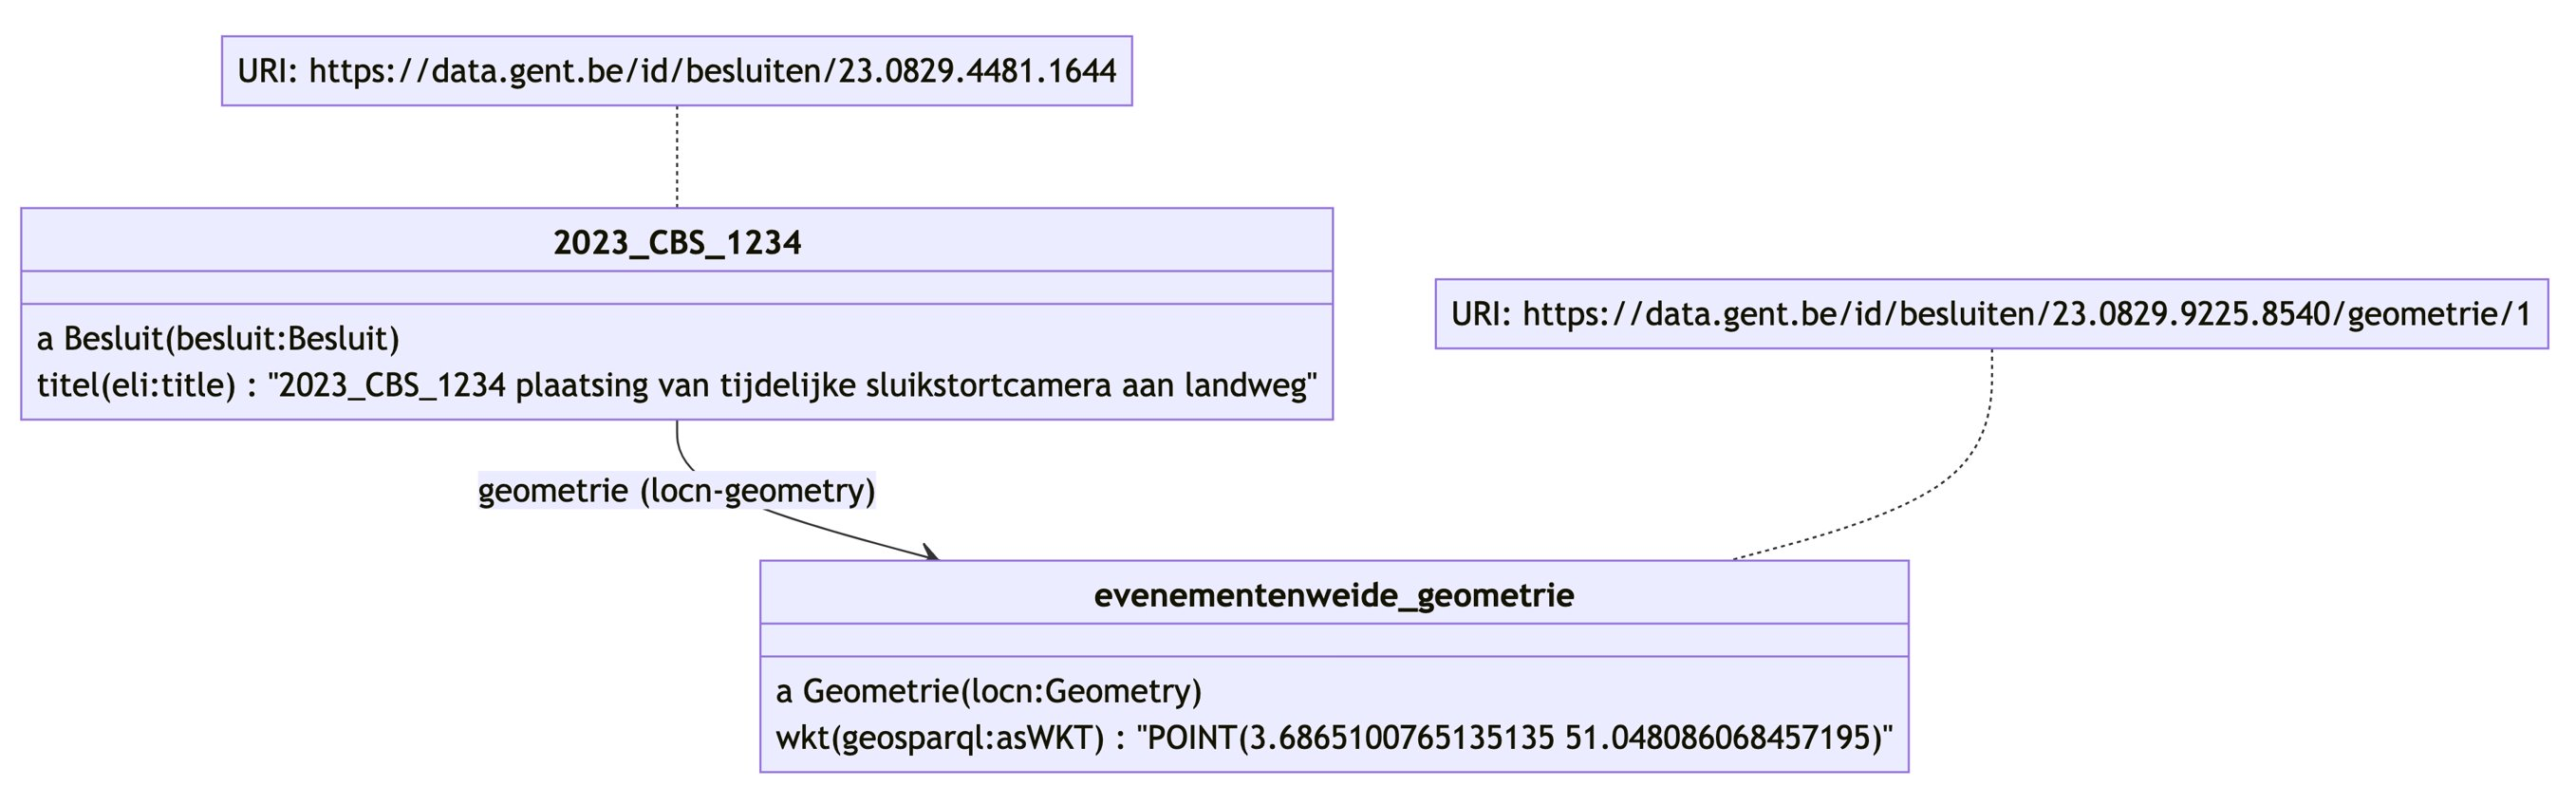 URI: https://data.gent.be/id/besluiten/23.0829.4481.1644
2023_CBS_1234
a Besluit(besluit:Besluit)
titel(eli:title) : "2023_CBS_1234 plaatsing van tijdelijke sluikstortcamera aan landweg"
URI: https://data.gent.be/id/besluiten/23.0829.9225.8540/geometrie/1
geometrie (locn-geometry)
evenementenweide_geometrie
a Geometrie(locn:Geometry)
wkt(geosparql:asWKT) : "POINT(3.6865100765135135 51.048086068457195)"